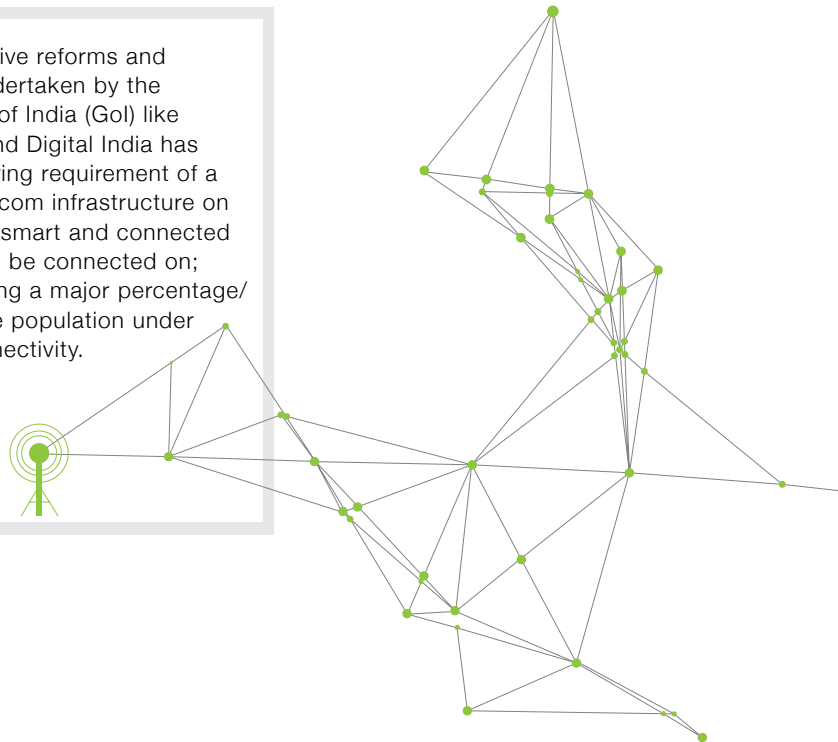 ive reforms and
dertaken by the
of India (GoI) like
nd Digital India has
ring requirement of a
com infrastructure on
smart and connected
be connected on;
ng a major percentage/
e population under
nectivity.